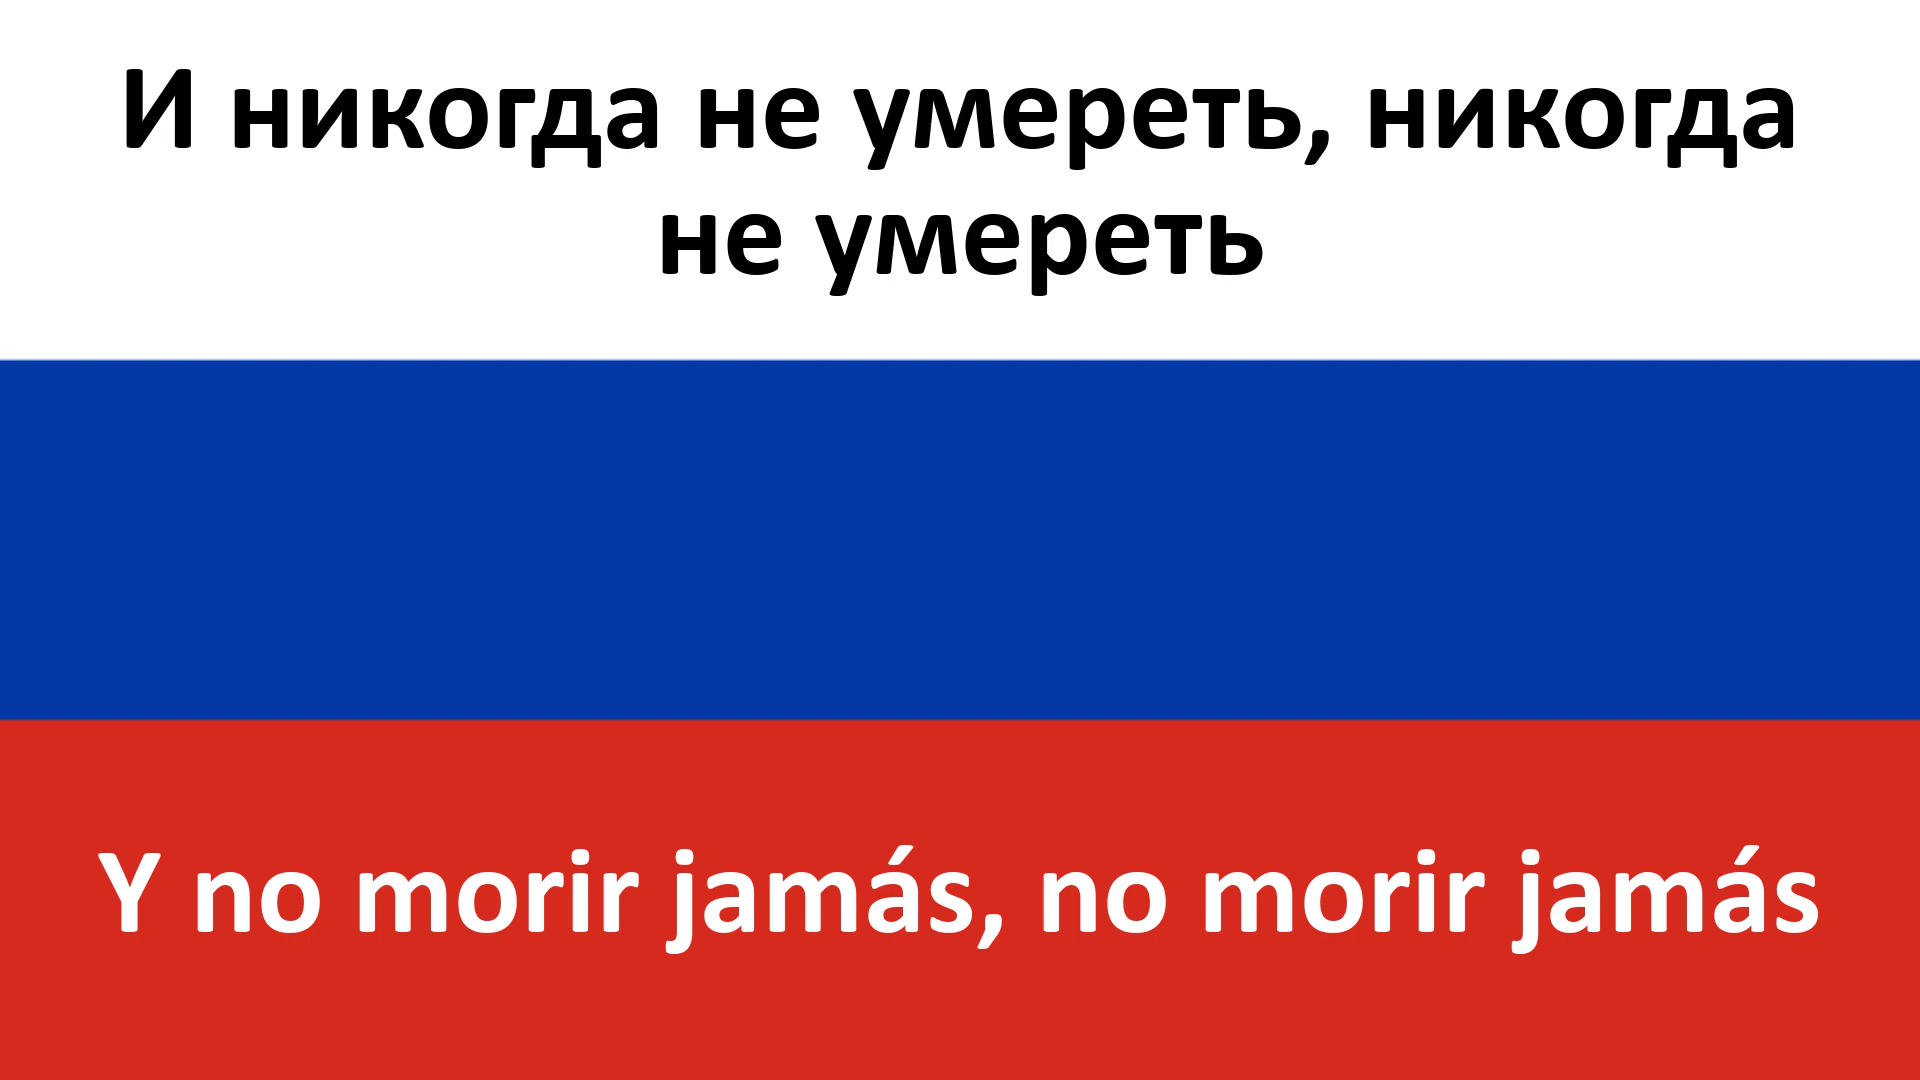 И никогда не умереть, никогда
не умереть
Y no morir jamás, no morir jamás